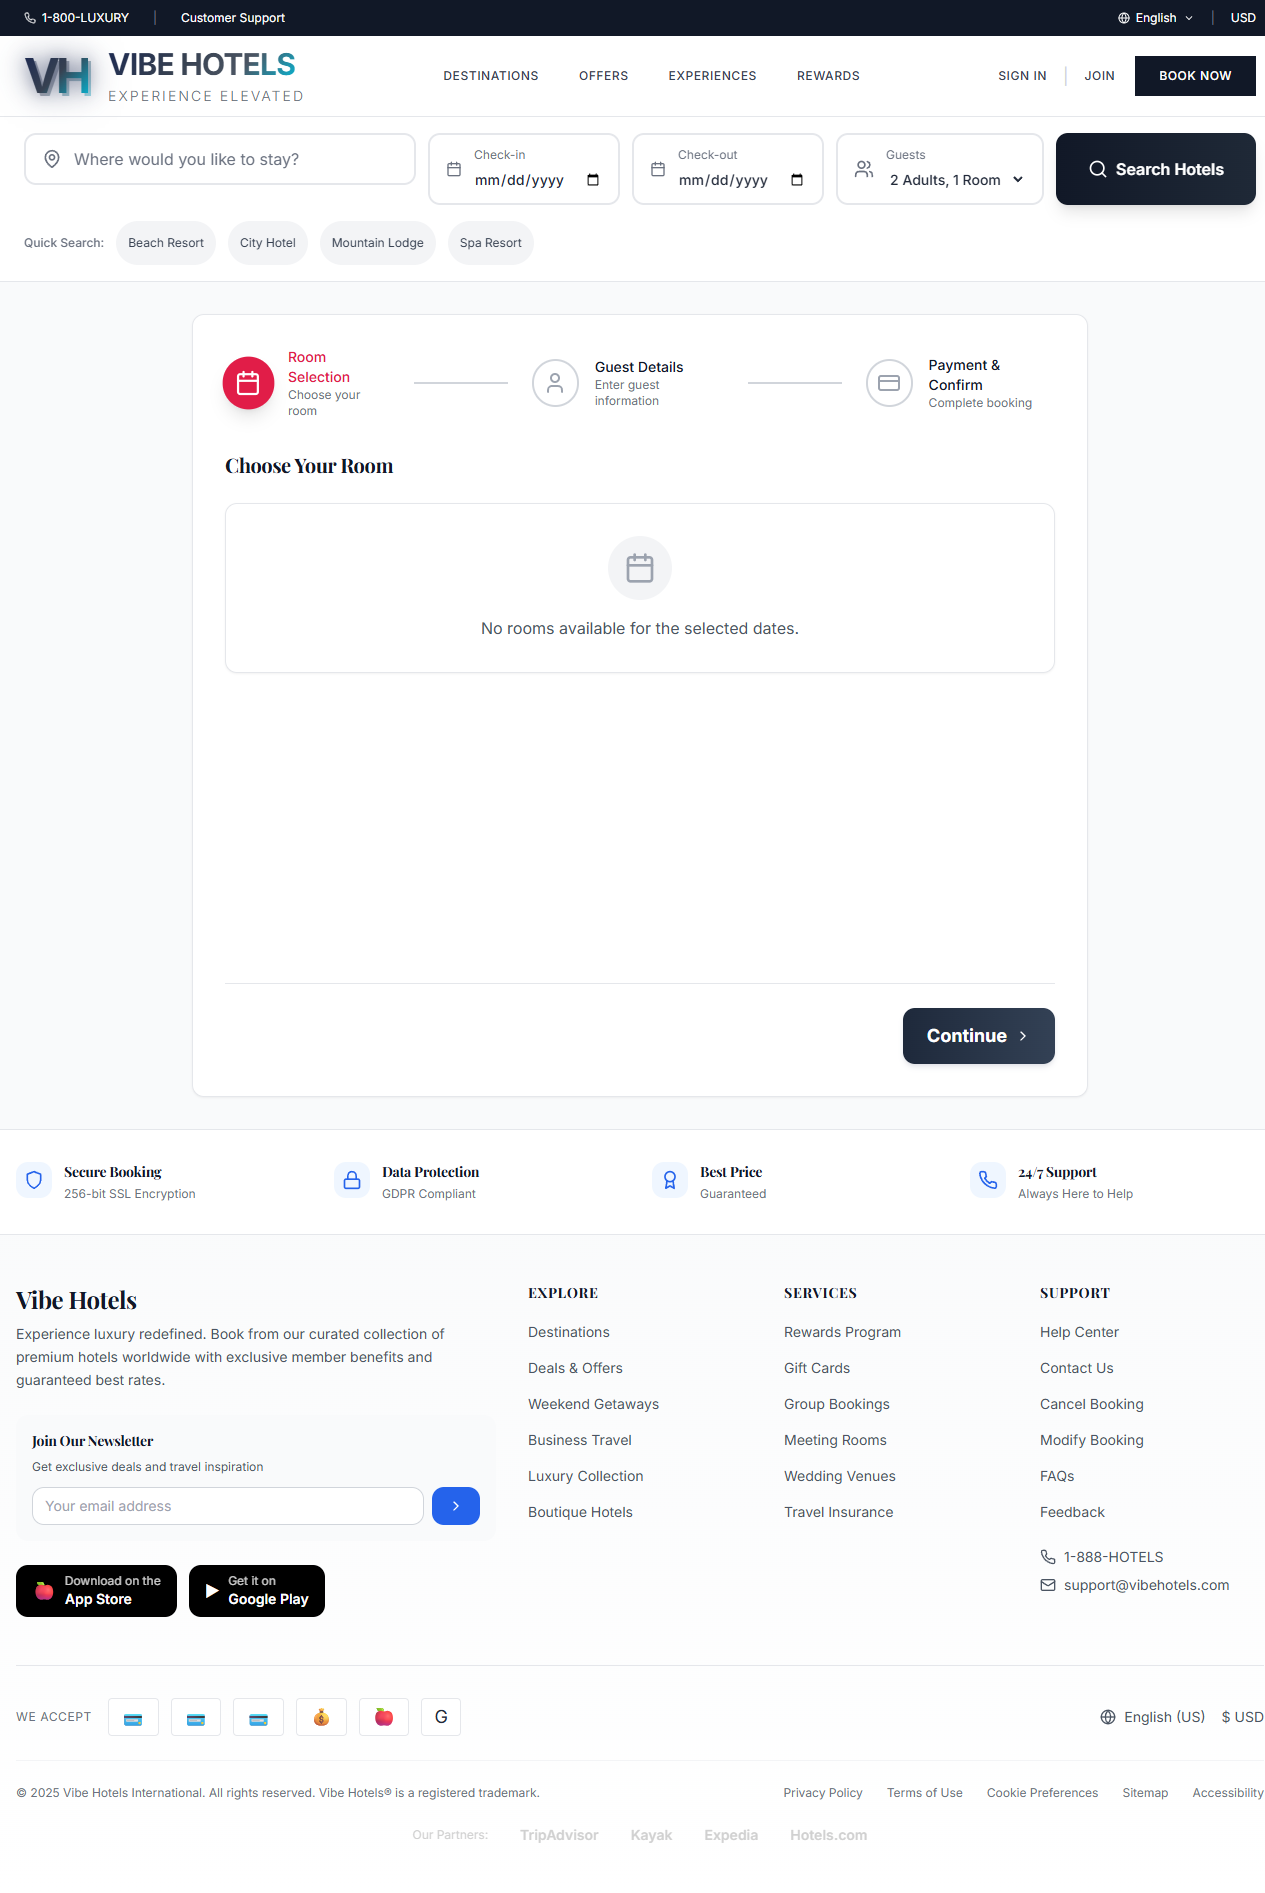 1-800-LUXURY
Customer Support
English
USD
VH
VIBE HOTELS
EXPERIENCE ELEVATED
DESTINATIONS
OFFERS
EXPERIENCES
REWARDS
SIGN IN
JOIN
BOOK NOW
Where would you like to stay?
Check-in
mm/dd/yyyy
Check-out
mm/dd/yyyy
Guests
2 Adults, 1 Room
Search Hotels
Quick Search:
Beach Resort
City Hotel
Mountain Lodge
Spa Resort
Room
Selection
Choose your
room
Guest Details
Enter guest
information
Payment &
Confirm
Complete booking
Choose Your Room
No rooms available for the selected dates.
Continue
Secure Booking
256-bit SSL Encryption
Data Protection
GDPR Compliant
Best Price
Guaranteed
24/7 Support
Always Here to Help
Vibe Hotels
Experience luxury redefined. Book from our curated collection of
premium hotels worldwide with exclusive member benefits and
guaranteed best rates.
Join Our Newsletter
Get exclusive deals and travel inspiration
Your email address
Download on the
App Store
Get it on
Google Play
EXPLORE
Destinations
Deals & Offers
Weekend Getaways
Business Travel
Luxury Collection
Boutique Hotels
SERVICES
Rewards Program
Gift Cards
Group Bookings
Meeting Rooms
Wedding Venues
Travel Insurance
SUPPORT
Help Center
Contact Us
Cancel Booking
Modify Booking
FAQs
Feedback
1-888-HOTELS
support@vibehotels.com
WE ACCEPT
G
English (US)
$ USD
© 2025 Vibe Hotels International. All rights reserved. Vibe Hotels® is a registered trademark.
Privacy Policy
Terms of Use
Cookie Preferences
Sitemap
Accessibility
Our Partners:
TripAdvisor
Kayak
Expedia
Hotels.com